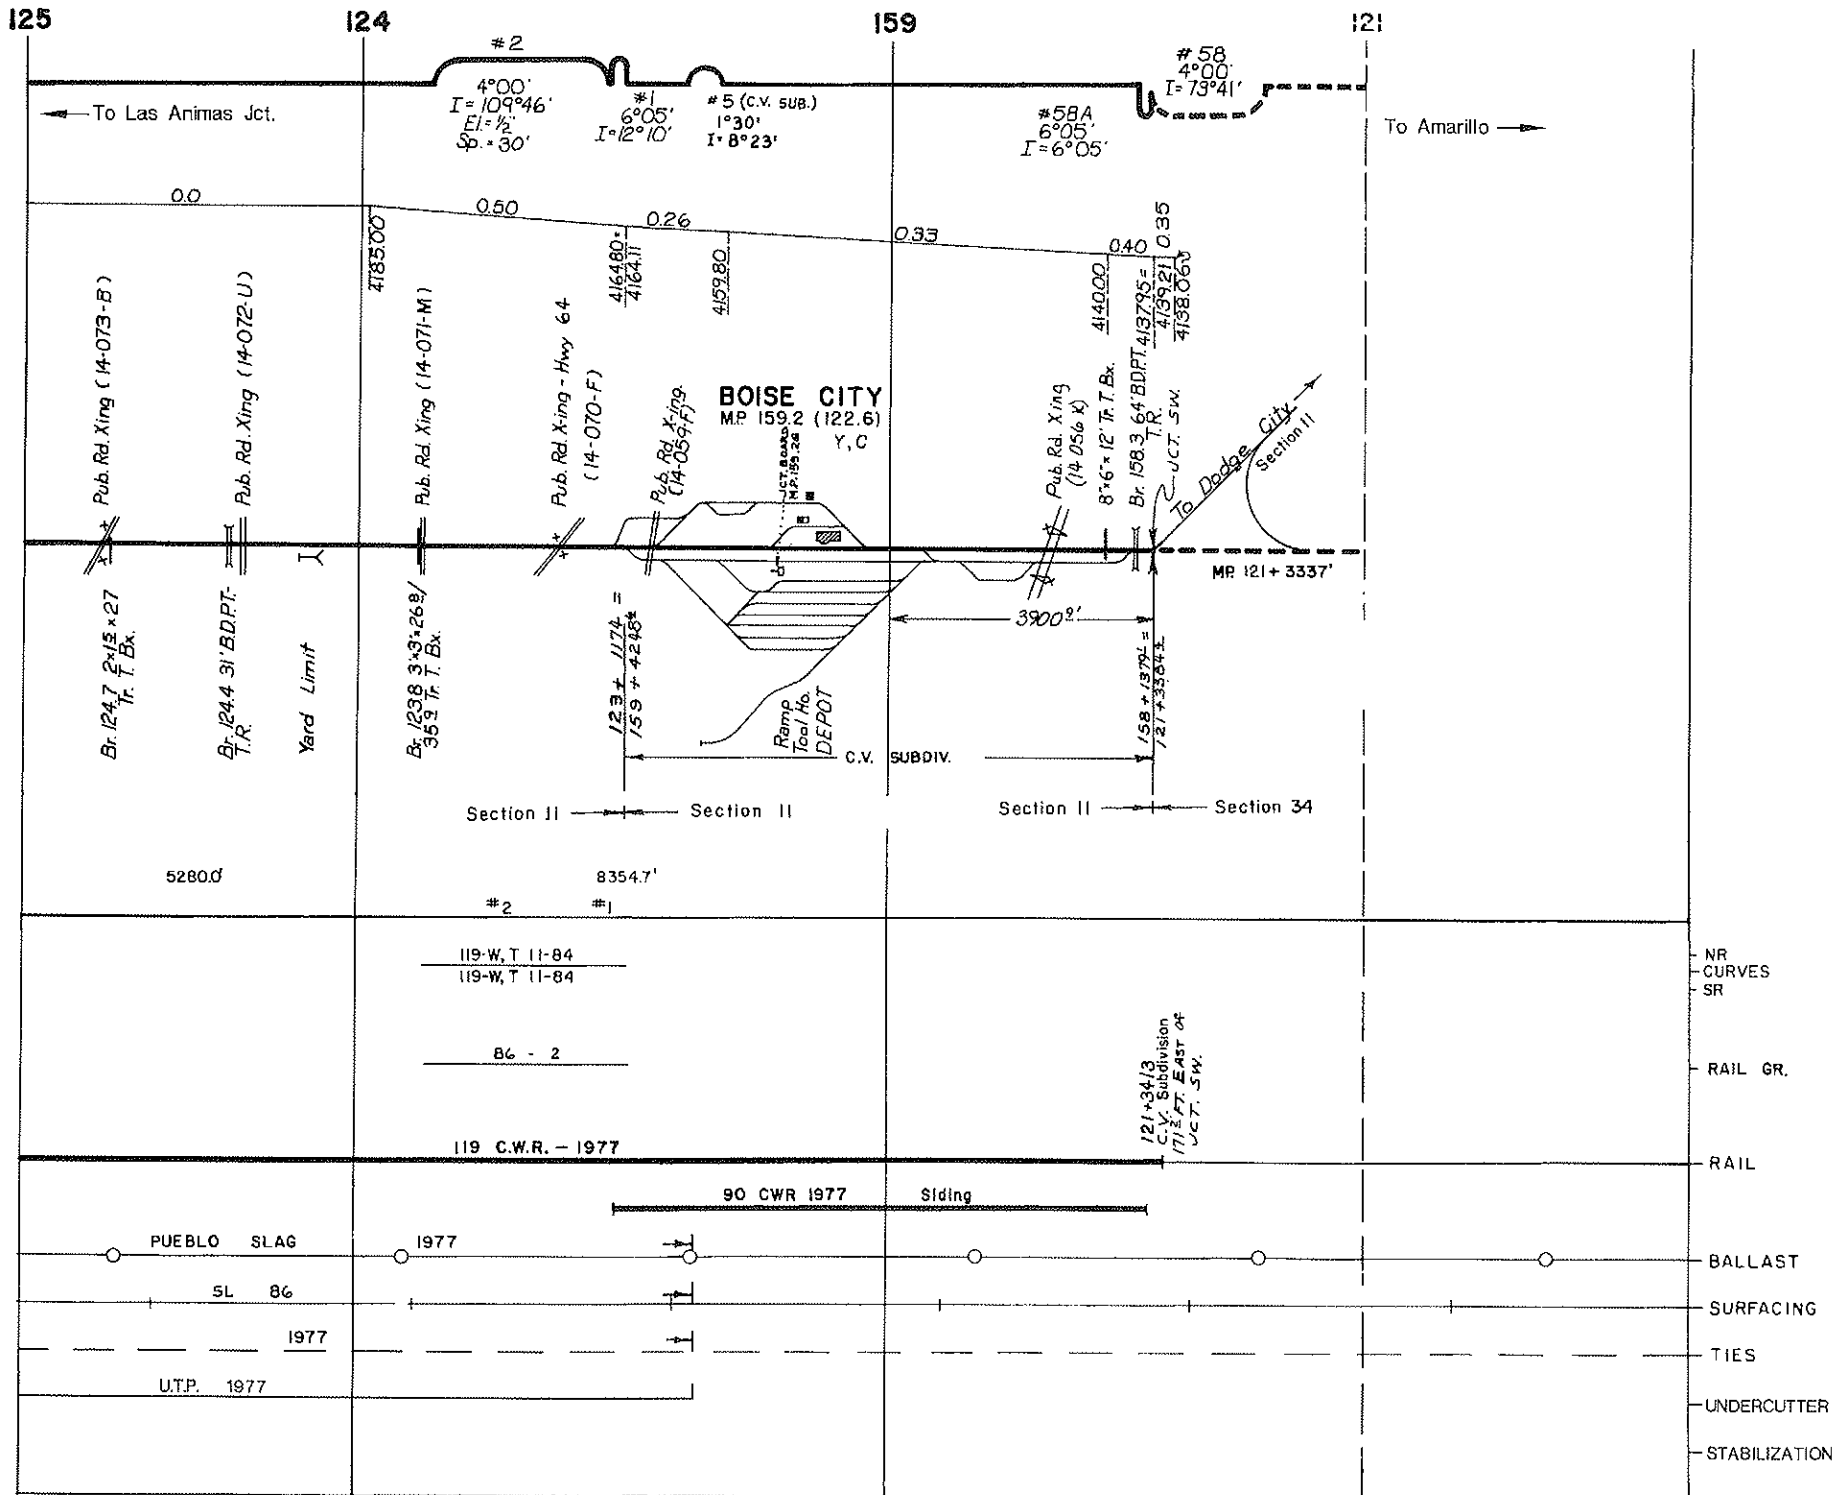 125
124
159
121
#2
4°00'
I=109°46'
El.=½"
Sp.=30'
#1
6°05'
I=12°10'
#5 (C.V. SUB.)
1°30'
I=8°23'
#58A
6°05'
I=6°05'
#58
4°00'
I=73°41'
To Las Animas Jct.
To Amarillo
0.0
0.50
0.26
0.33
0.40
0.35
4185.00
4164.80=
4164.11
4159.80
4140.00
4137.95=
4139.21
4138.06
Pub. Rd. Xing (14-073-B)
Pub. Rd. Xing (14-072-U)
Pub. Rd. Xing (14-071-M)
Pub. Rd. Xing - Hwy 64
(14-070-F)
Pub. Rd. Xing.
(14-059-F)
BOISE CITY
M.P. 159.2 (122.6)
Y, C
JCT. BOARD
M.P. 159.26
Pub. Rd. Xing
(14 056 K)
8"x6"x12' Tr. T. Bx.
Br. 158.3 64' B.D.P.T.
T.R.
JCT. SW.
To Dodge City
Section 11
M.P. 121+3337'
Br. 124.7 2x15x27
Tr. T. Bx.
Br. 124.4 31' B.D.P.T.-
T.R.
Yard Limit
Br. 123.8 3'x3'x26⁸/
35⁹ Tr. T. Bx.
123+ 1174 =
159 + 4248
Ramp
Tool Ho.
DEPOT
3900⁰'
158 + 1379 =
121 + 3384
C.V. SUBDIV.
Section 11
Section 11
Section 11
Section 34
5280.0'
8354.7'
#2
#1
119-W, T 11-84
119-W, T 11-84
NR
CURVES
SR
86 - 2
RAIL GR.
121+3413
C.V. Subdivision
FT. EAST OF
JCT. SW.
119 C.W.R. - 1977
RAIL
90 CWR 1977 Siding
PUEBLO SLAG 1977
BALLAST
SL 86
SURFACING
1977
TIES
U.T.P. 1977
UNDERCUTTER
STABILIZATION